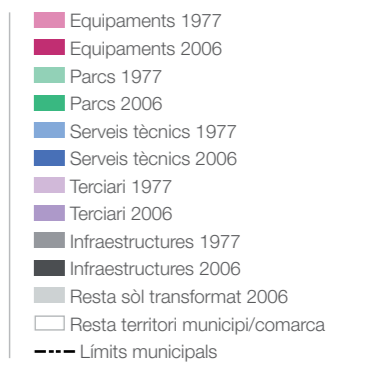 Equipaments 1977
Equipaments 2006
Parcs 1977
Parcs 2006
Serveis tècnics 1977
Serveis tècnics 2006
Terciari 1977
Terciari 2006
Infraestructures 1977
Infraestructures 2006
Resta sòl transformat 2006
Resta territori municipi/comarca
Límits municipals